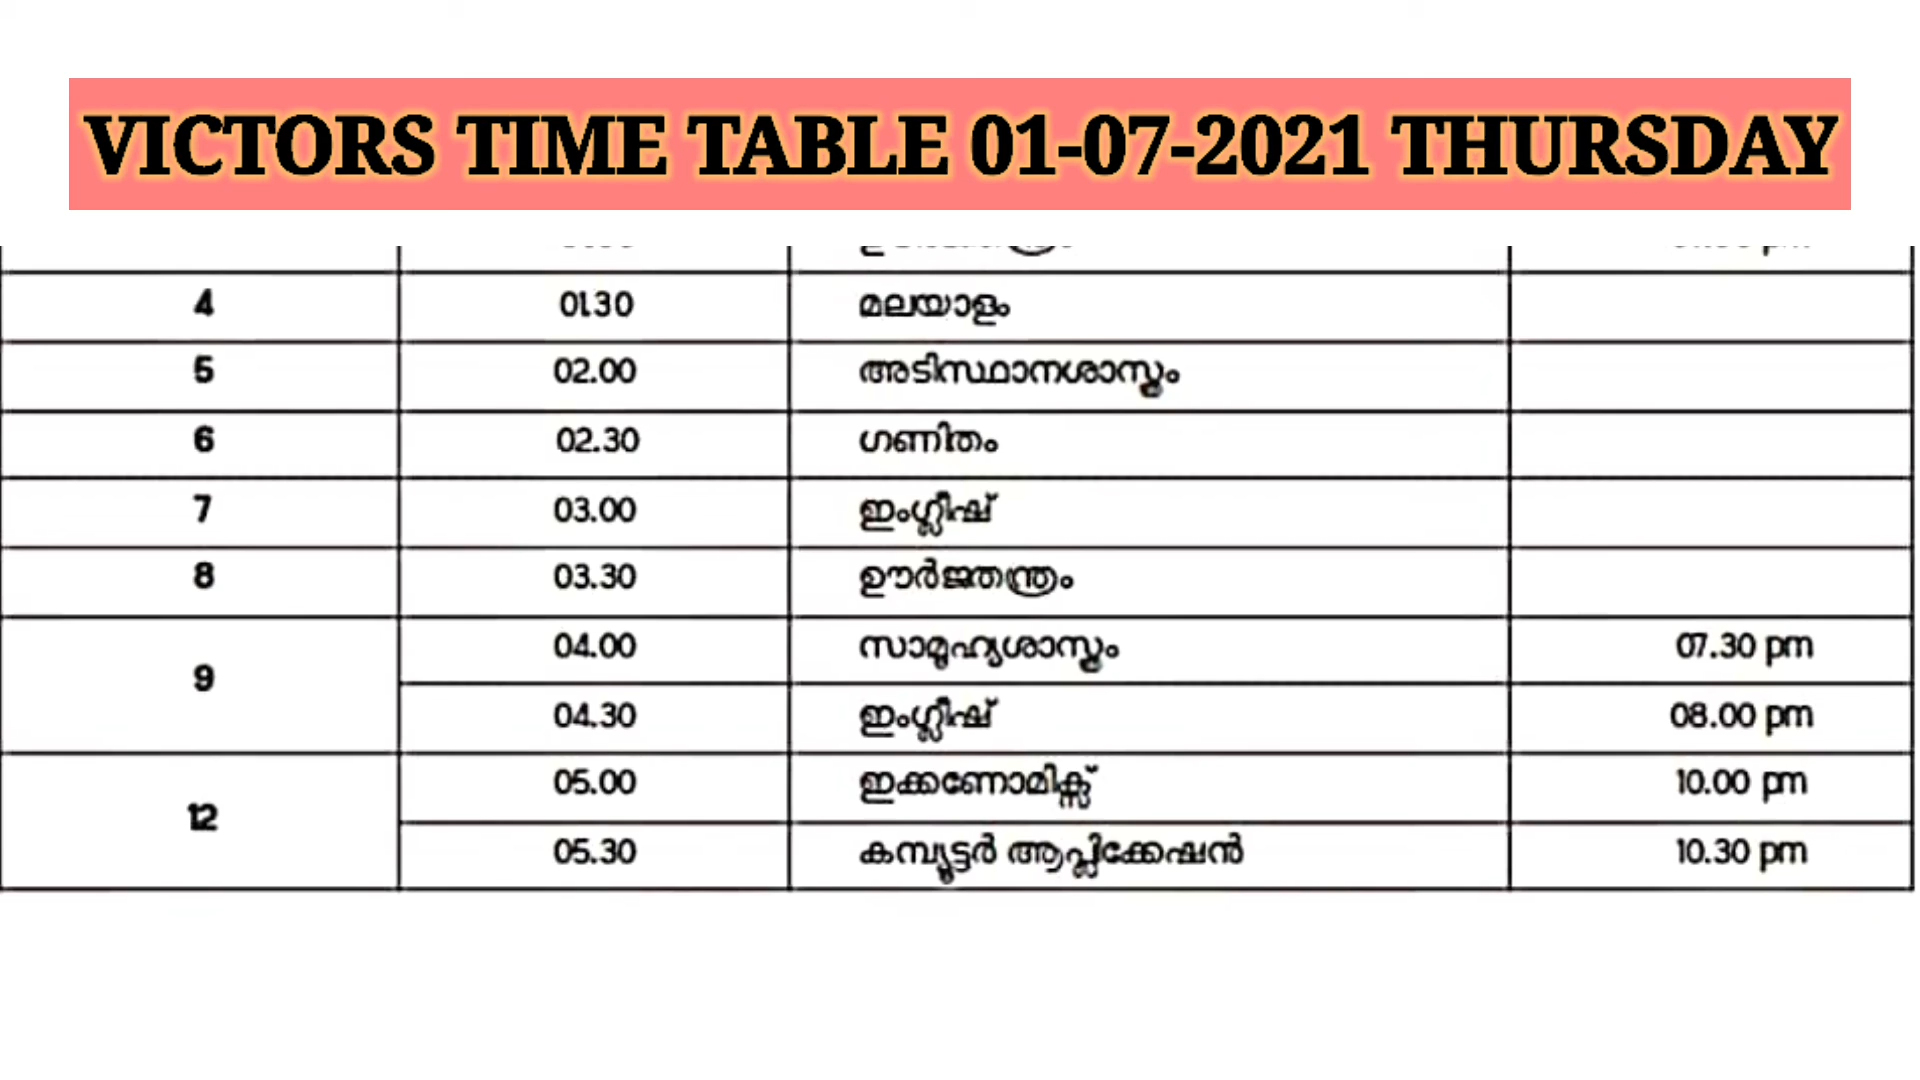 VICTORS TIME TABLE 01-07-2021 THURSDAY
4 01.30 മലയാളം
5 02.00 അടിസ്ഥാനശാസ്ത്രം
6 02.30 ഗണിതം
7 03.00 ഇംഗ്ലീഷ്
8 03.30 ഊർജ്ജതന്ത്രം
9 04.00 സാമൂഹ്യശാസ്ത്രം 07.30 pm
04.30 ഇംഗ്ലീഷ് 08.00 pm
12 05.00 ഇക്കണോമിക്സ് 10.00 pm
05.30 കമ്പ്യൂട്ടർ ആപ്ലിക്കേഷൻ 10.30 pm